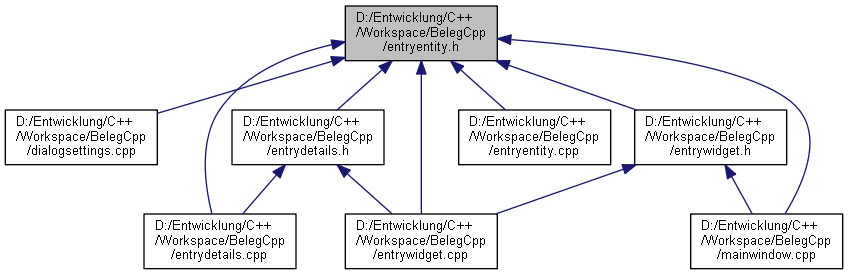 D:/Entwicklung/C++
/Workspace/BelegCpp
/entryentity.h
D:/Entwicklung/C++
/Workspace/BelegCpp
/dialogsettings.cpp
D:/Entwicklung/C++
/Workspace/BelegCpp
/entrydetails.h
D:/Entwicklung/C++
/Workspace/BelegCpp
/entryentity.cpp
D:/Entwicklung/C++
/Workspace/BelegCpp
/entrywidget.h
D:/Entwicklung/C++
/Workspace/BelegCpp
/entrydetails.cpp
D:/Entwicklung/C++
/Workspace/BelegCpp
/entrywidget.cpp
D:/Entwicklung/C++
/Workspace/BelegCpp
/mainwindow.cpp